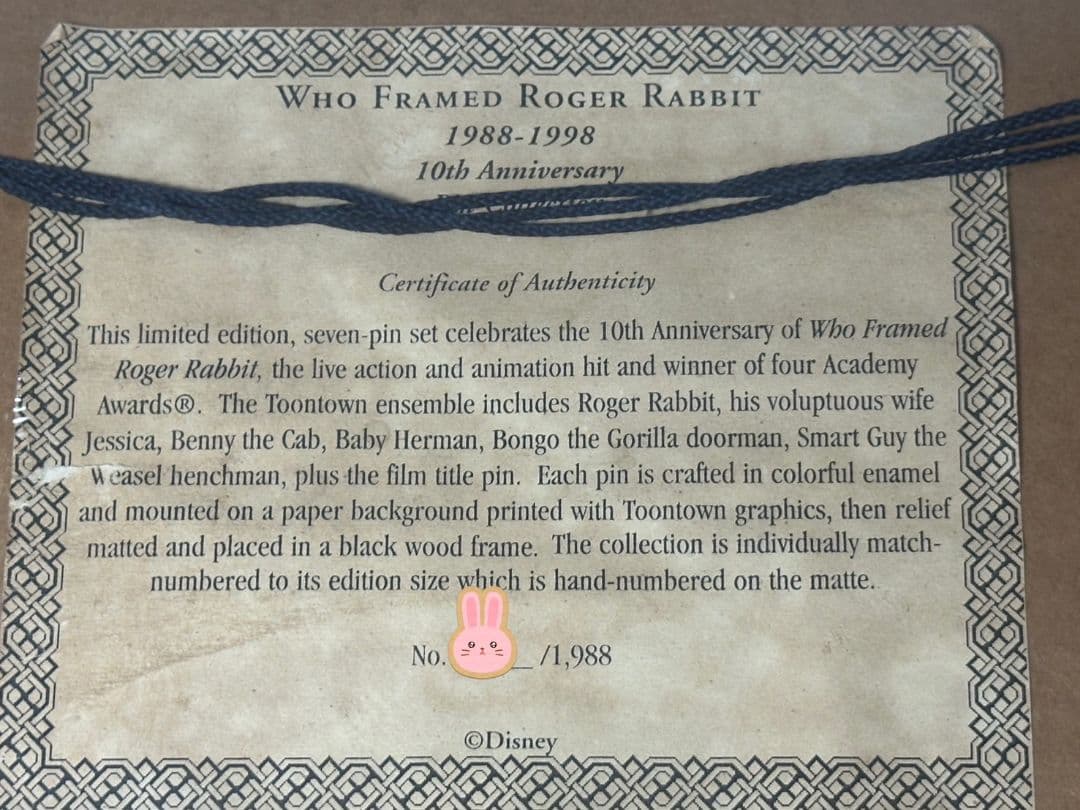 WHO FRAMED ROGER RABBIT
1988-1998
10th Anniversary
Certificate of Authenticity
This limited edition, seven-pin set celebrates the 10th Anniversary of Who Framed
Roger Rabbit, the live action and animation hit and winner of four Academy
Awards®. The Toontown ensemble includes Roger Rabbit, his voluptuous wife
Jessica, Benny the Cab, Baby Herman, Bongo the Gorilla doorman, Smart Guy the
Weasel henchman, plus the film title pin. Each pin is crafted in colorful enamel
and mounted on a paper background printed with Toontown graphics, then relief
matted and placed in a black wood frame. The collection is individually match-
numbered to its edition size which is hand-numbered on the matte.
No. /1,988
©Disney